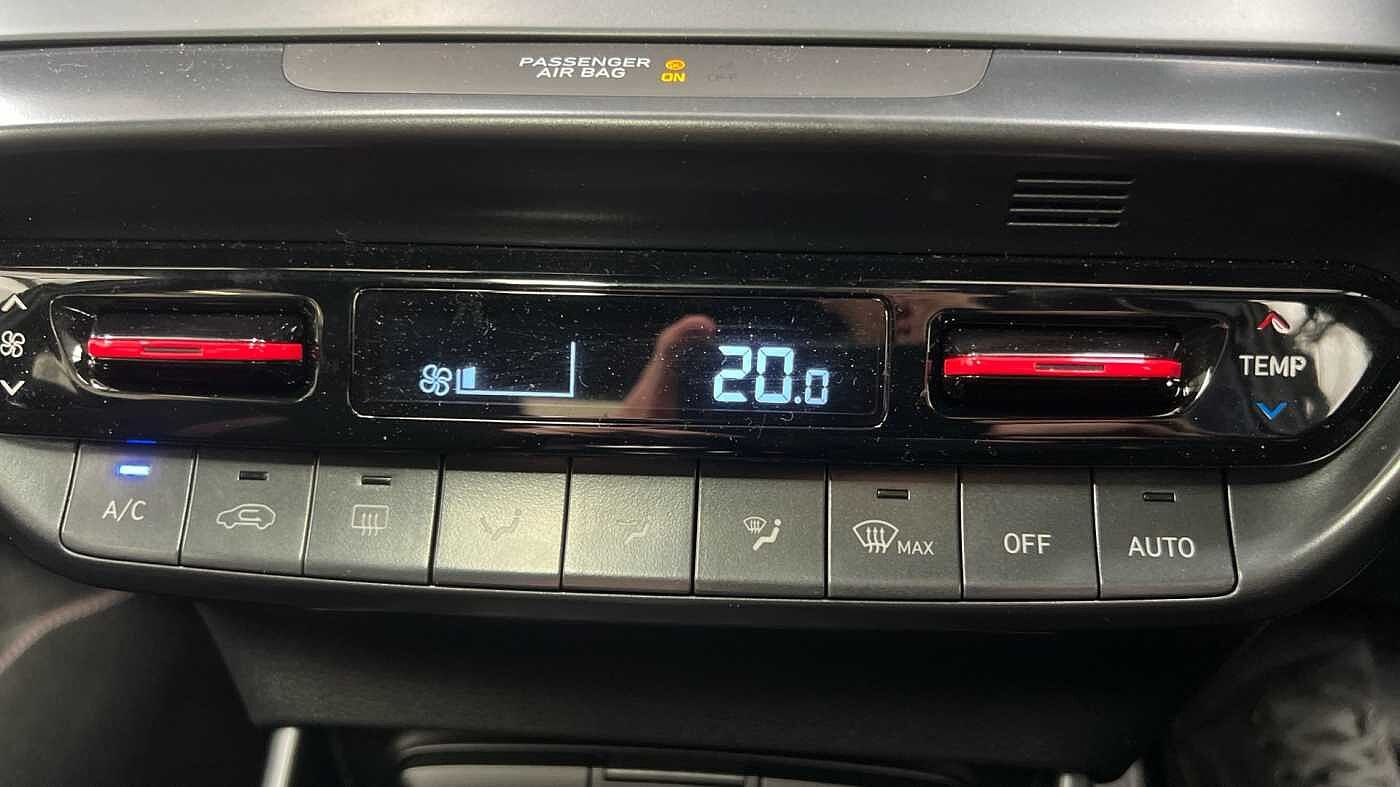 PASSENGER
AIR BAG
ON
OFF
20.0
TEMP
A/C
MAX
OFF
AUTO